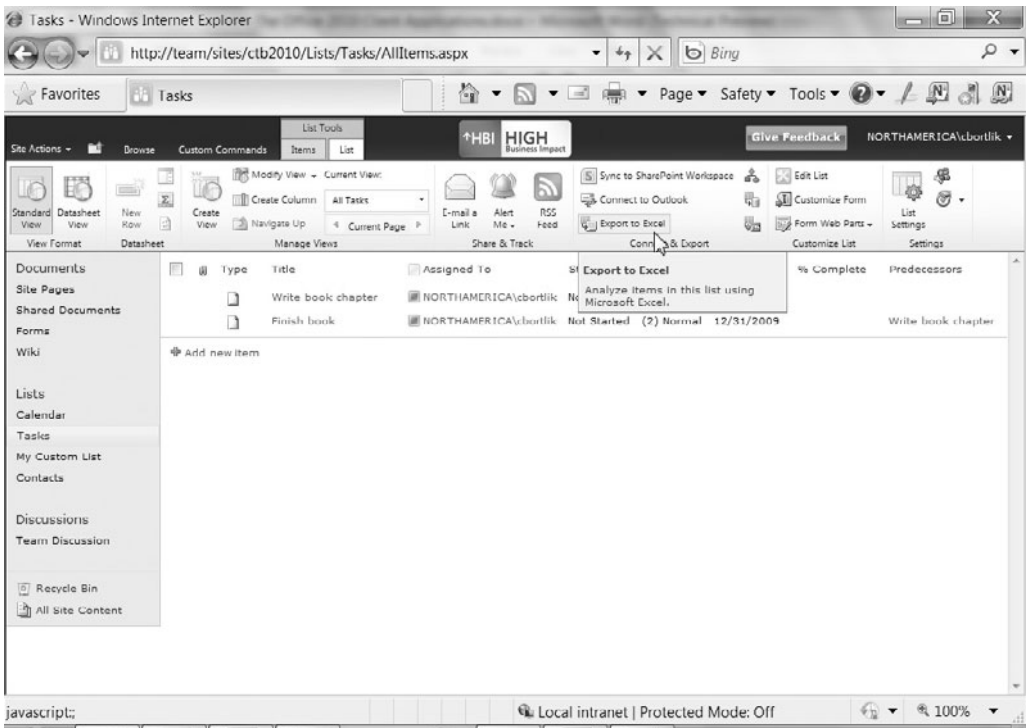 Tasks - Windows Internet Explorer
http://team/sites/ctb2010/Lists/Tasks/AllItems.aspx
Bing
Favorites
Tasks
Page
Safety
Tools
Site Actions
Browse
Custom Commands
List Tools
Items
List
↑HBI HIGH
Business Impact
Give Feedback
NORTHAMERICA\cbortlik
Standard View
Datasheet View
View Format
New Row
Datasheet
Create View
Modify View
Create Column
Navigate Up
Current View:
All Tasks
Current Page
Manage Views
E-mail a Link
Alert Me
RSS Feed
Share & Track
Sync to SharePoint Workspace
Connect to Outlook
Export to Excel
Connect & Export
Edit List
Customize Form
Form Web Parts
Customize List
List Settings
Settings
Documents
Site Pages
Shared Documents
Forms
Wiki
Lists
Calendar
Tasks
My Custom List
Contacts
Discussions
Team Discussion
Recycle Bin
All Site Content
Type Title Assigned To % Complete Predecessors
Write book chapter NORTHAMERICA\cbortlik
Finish book NORTHAMERICA\cbortlik Not Started (2) Normal 12/31/2009 Write book chapter
Add new item
Export to Excel
Analyze items in this list using
Microsoft Excel.
javascript:;
Local intranet | Protected Mode: Off
100%